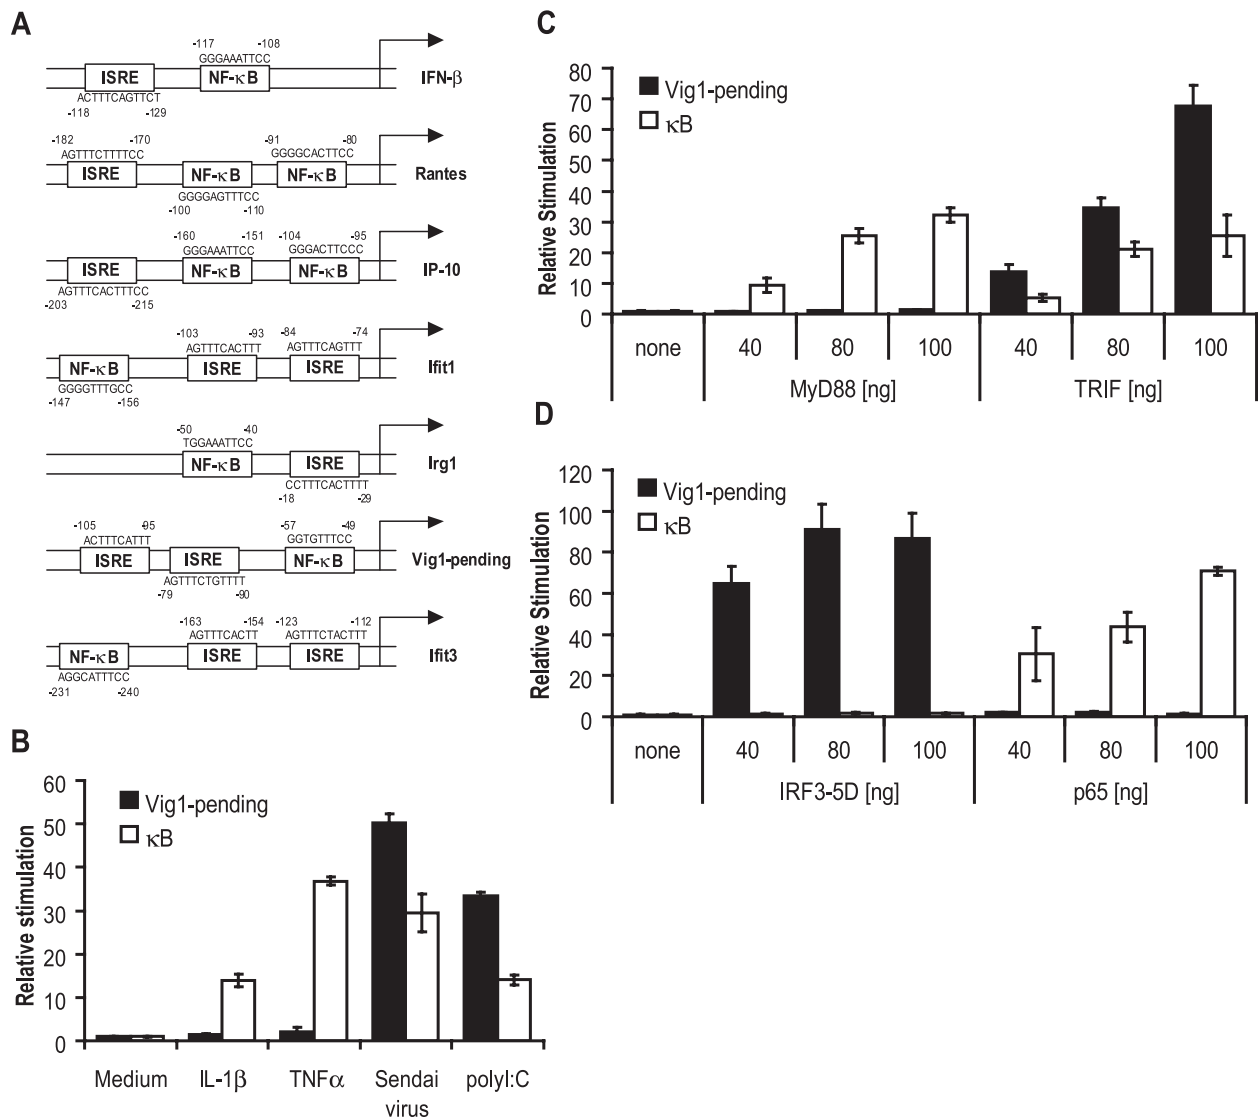 A
-117 -108
GGGAAATTCC
ISRE NF-κB IFN-β
ACTTTCAGTTCT
-118 -129
-182 -170 -91 -80
AGTTTCTTTTCC GGGGCACTTCC
ISRE NF-κB NF-κB Rantes
GGGGAGTTTCC
-100 -110
-160 -151 -104 -95
GGGAAATTCC GGGACTTCCC
ISRE NF-κB NF-κB IP-10
AGTTTCACTTTCC
-203 -215
-103 -93 -84 -74
AGTTTCACTTT AGTTTCAGTTT
NF-κB ISRE ISRE Ifit1
GGGGTTTGCC
-147 -156
-50 -40
TGGAAATTCC
NF-κB ISRE Irg1
CCTTTCACTTTT
-18 -29
-105 -95 -57 -49
ACTTTCATTT GGTGTTTCC
ISRE ISRE NF-κB Vig1-pending
AGTTTCTGTTTT
-79 -90
-163 -154 -123 -112
AGTTTCACTT AGTTTCTACTTT
NF-κB ISRE ISRE Ifit3
AGGCATTTCC
-231 -240
B
Relative stimulation
60
50
40
30
20
10
0
Vig1-pending
κB
Medium IL-1β TNFα Sendai virus polyI:C
C
Relative Stimulation
80
70
60
50
40
30
20
10
0
Vig1-pending
κB
none 40 80 100 40 80 100
MyD88 [ng] TRIF [ng]
D
Relative Stimulation
120
100
80
60
40
20
0
Vig1-pending
κB
none 40 80 100 40 80 100
IRF3-5D [ng] p65 [ng]